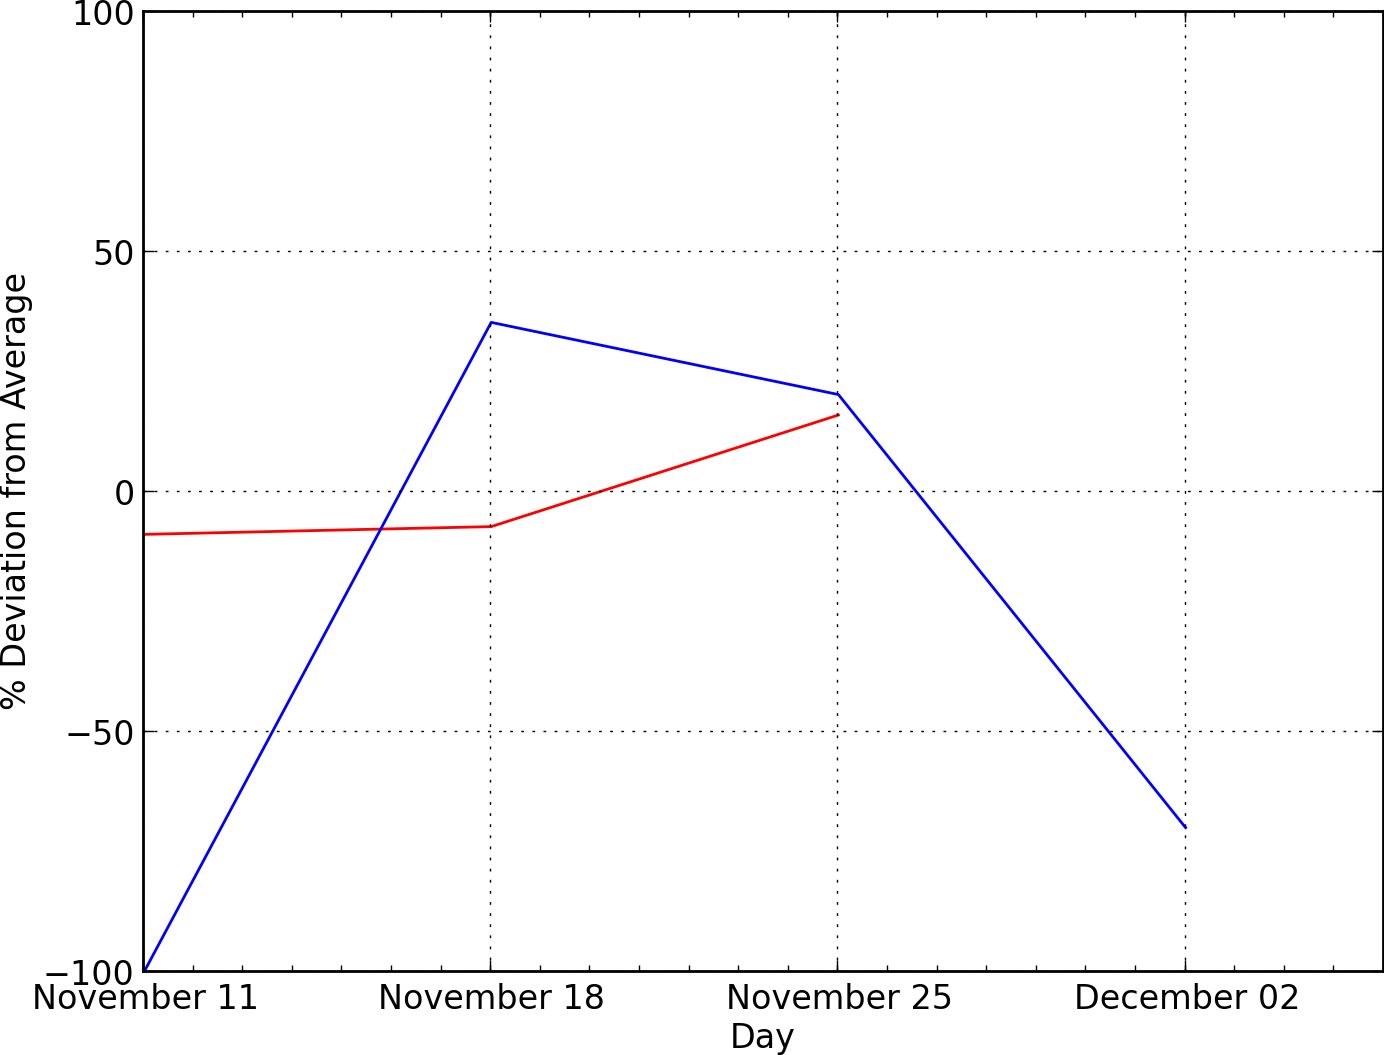 100
50
0
−50
−100
% Deviation from Average
November 11
November 18
November 25
December 02
Day